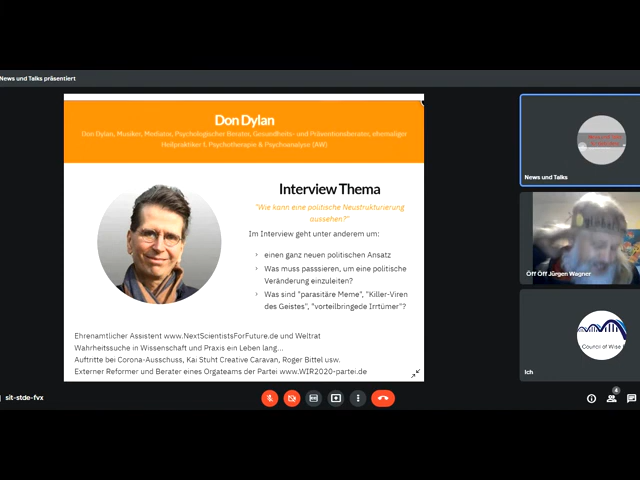 News und Talks präsentiert
Don Dylan
Don Dylan, Musiker, Mediator, Psychologischer Berater, Gesundheits- und Präventionsberater, ehemaliger
Heilpraktiker f. Psychotherapie & Psychoanalyse (AW)
Interview Thema
"Wie kann eine politische Neustrukturierung
aussehen?"
Im Interview geht unter anderem um:
einen ganz neuen politischen Ansatz
Was muss passsieren, um eine politische
Veränderung einzuleiten?
Was sind "parasitäre Meme", "Killer-Viren
des Geistes", "vorteilbringede Irrtümer"?
Ehrenamtlicher Assistent www.NextScientistsForFuture.de und Weltrat
Wahrheitssuche in Wissenschaft und Praxis ein Leben lang...
Auftritte bei Corona-Ausschuss, Kai Stuht Creative Caravan, Roger Bittel usw.
Externer Reformer und Berater eines Orgateams der Partei www.WIR2020-partei.de
News und Talks
Öff Öff Jürgen Wagner
Council of Wise
Ich
sit-stde-fvx
4